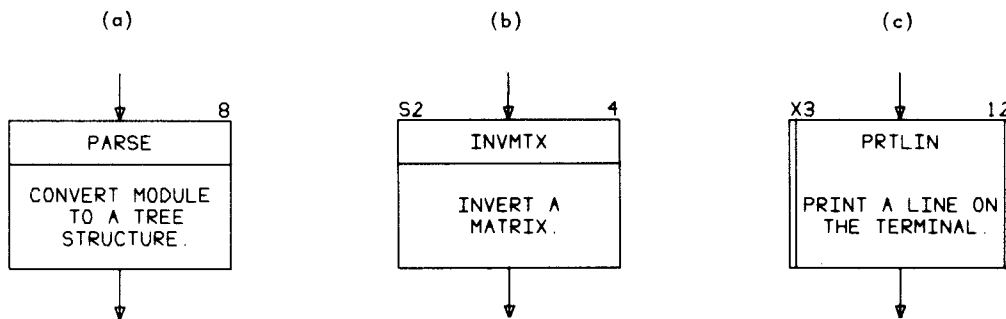 (a)
8
PARSE
CONVERT MODULE
TO A TREE
STRUCTURE.
(b)
S2 4
INVMTX
INVERT A
MATRIX.
(c)
X3 12
PRTLIN
PRINT A LINE ON
THE TERMINAL.